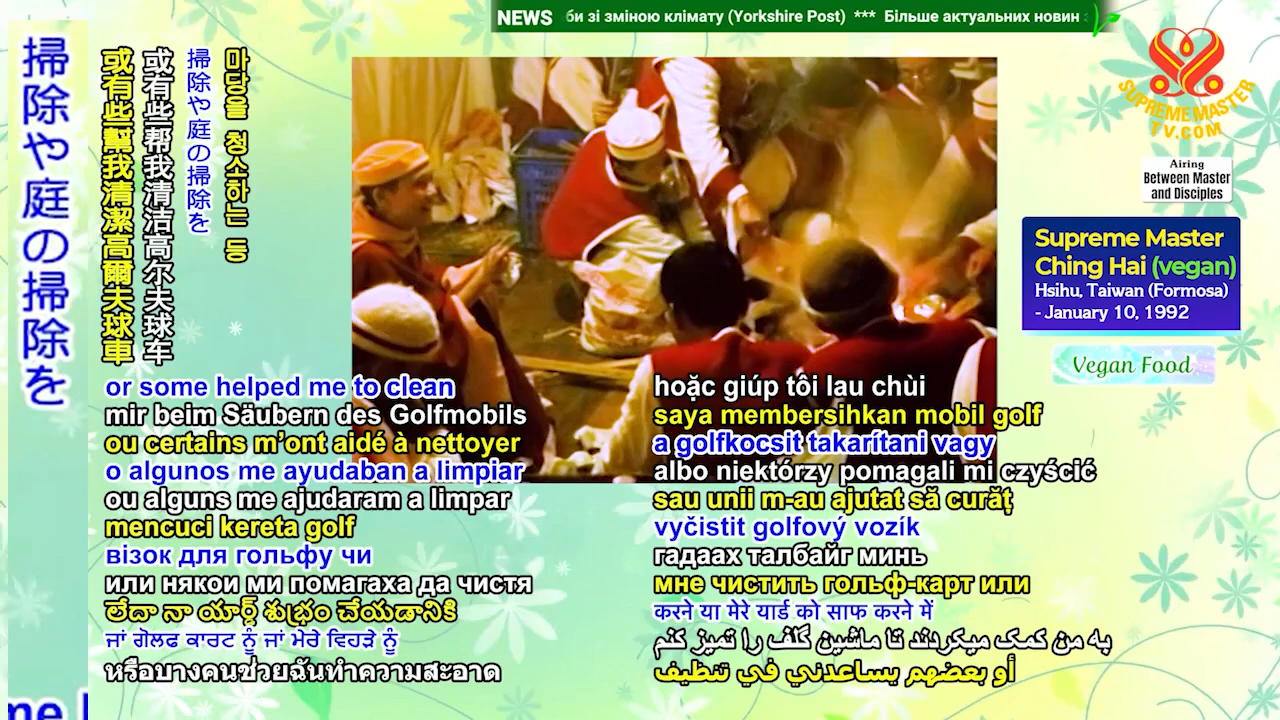 NEWS би зі зміною клімату (Yorkshire Post) *** Більше актуальних новин
SUPREME MASTER
TV.COM
Airing
Between Master
and Disciples
Supreme Master
Ching Hai (vegan)
Hsihu, Taiwan (Formosa)
- January 10, 1992
Vegan Food
掃除や庭の掃除を
或有些幫我清潔高爾夫球車
或有些帮我清洁高尔夫球车
掃除や庭の掃除を
마당을 청소하는 등
or some helped me to clean
mir beim Säubern des Golfmobils
ou certains m’ont aidé à nettoyer
o algunos me ayudaban a limpiar
ou alguns me ajudaram a limpar
mencuci kereta golf
візок для гольфу чи
или някои ми помагаха да чистя
లేదా నా యార్డ్ శుభ్రం చేయడానికి
ਜਾਂ ਗੋਲਫ ਕਾਰਟ ਨੂੰ ਜਾਂ ਮੇਰੇ ਵਿਹੜੇ ਨੂੰ
หรือบางคนช่วยฉันทำความสะอาด
hoặc giúp tôi lau chùi
saya membersihkan mobil golf
a golfkocsit takarítani vagy
albo niektórzy pomagali mi czyścić
sau unii m-au ajutat să curăț
vyčistit golfový vozík
гадаах талбайг минь
мне чистить гольф-карт или
करने या मेरे यार्ड को साफ करने में
به من کمک میکردند تا ماشین گلف را تمیز کنم
أو بعضهم يساعدني في تنظيف